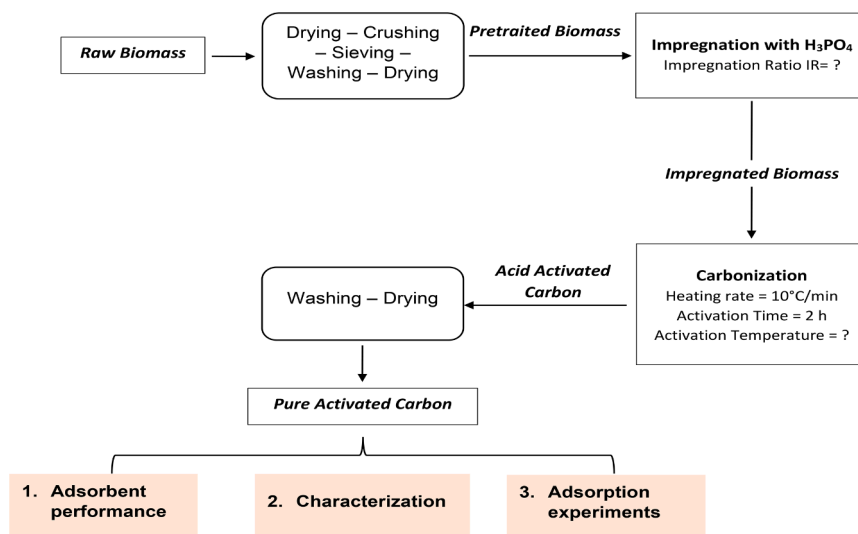 Raw Biomass
Drying – Crushing
– Sieving –
Washing – Drying
Pretraited Biomass
Impregnation with H₃PO₄
Impregnation Ratio IR= ?
Impregnated Biomass
Carbonization
Heating rate = 10°C/min
Activation Time = 2 h
Activation Temperature = ?
Acid Activated
Carbon
Washing – Drying
Pure Activated Carbon
1. Adsorbent
performance
2. Characterization
3. Adsorption
experiments